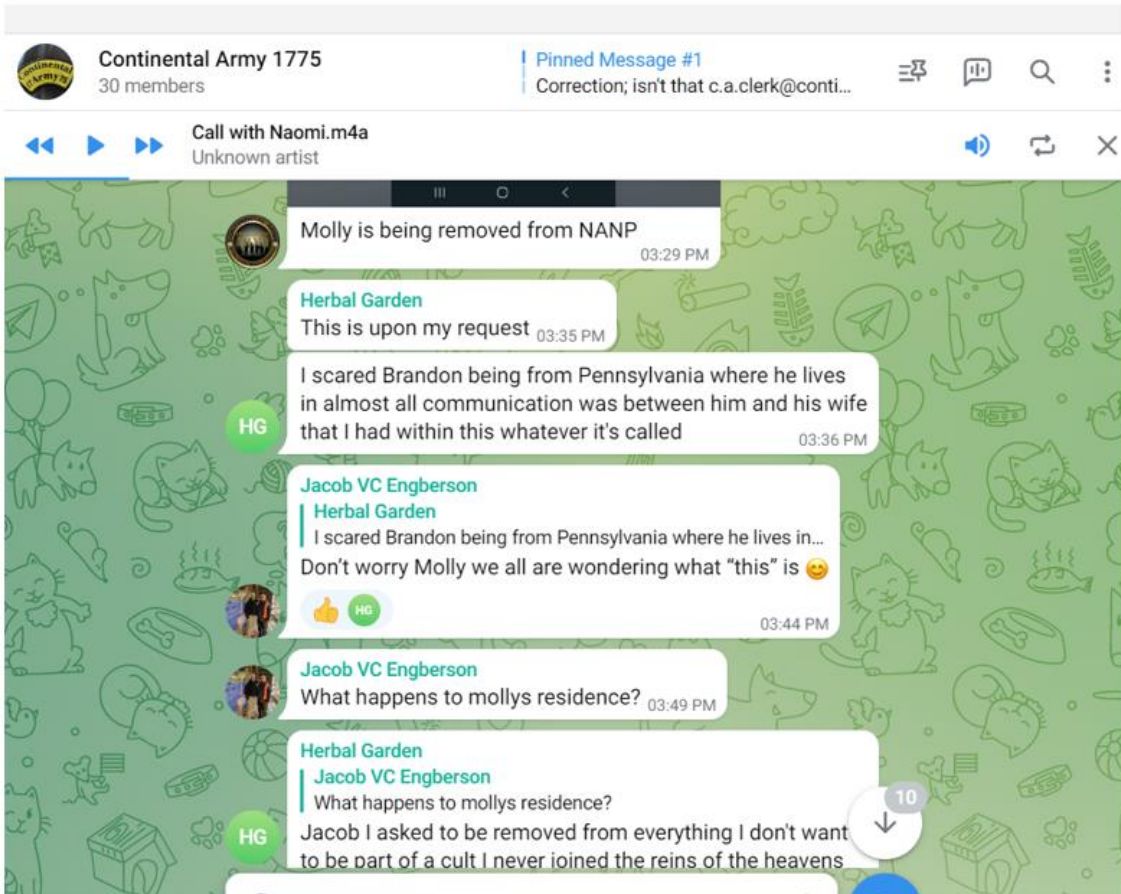 Continental Army 1775
30 members
Pinned Message #1
Correction; isn't that c.a.clerk@conti...
Continental
17 Army 75
Call with Naomi.m4a
Unknown artist
Molly is being removed from NANP
03:29 PM
Herbal Garden
This is upon my request 03:35 PM
I scared Brandon being from Pennsylvania where he lives
in almost all communication was between him and his wife
that I had within this whatever it's called
03:36 PM
HG
Jacob VC Engberson
Herbal Garden
I scared Brandon being from Pennsylvania where he lives in...
Don't worry Molly we all are wondering what “this” is 😊
👍 HG
03:44 PM
Jacob VC Engberson
What happens to mollys residence? 03:49 PM
Herbal Garden
Jacob VC Engberson
What happens to mollys residence?
10
HG
Jacob I asked to be removed from everything I don't want
to be part of a cult I never joined the reins of the heavens